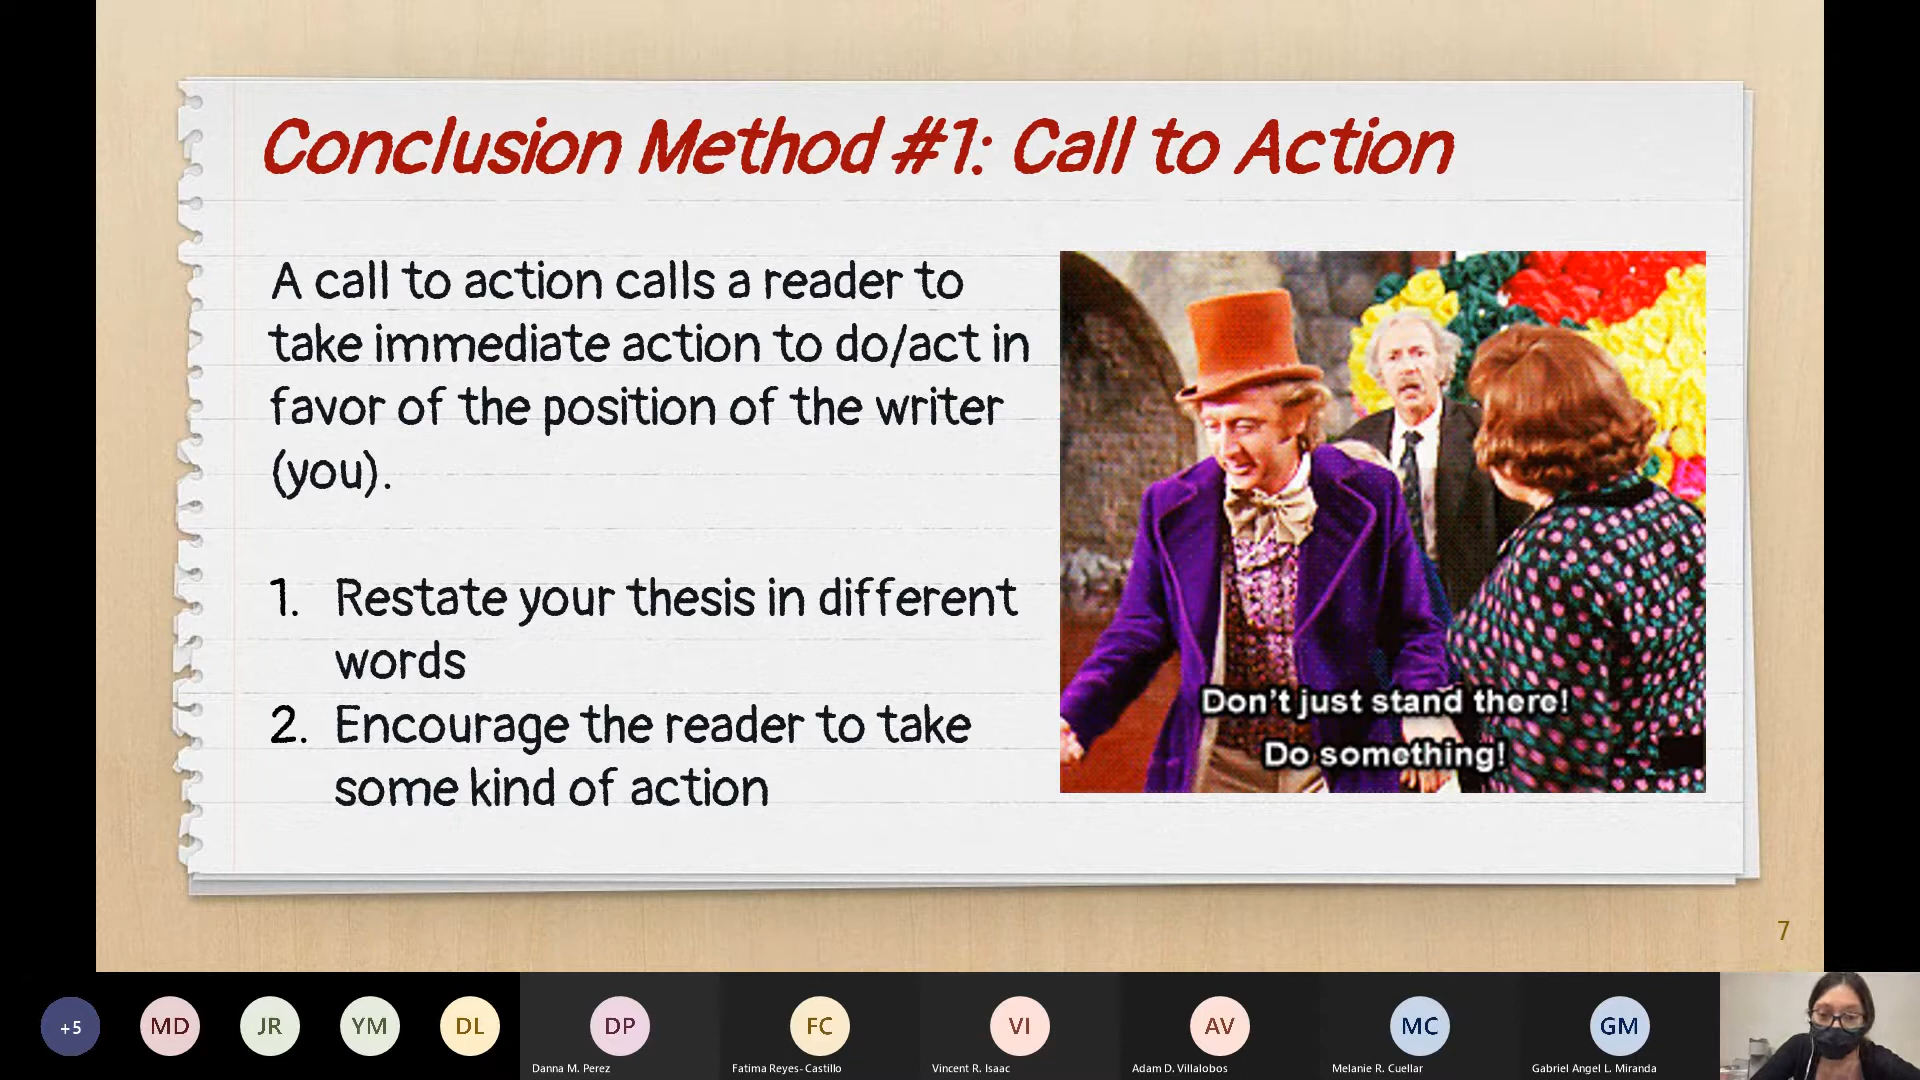 Conclusion Method #1: Call to Action
A call to action calls a reader to
take immediate action to do/act in
favor of the position of the writer
(you).
1. Restate your thesis in different
words
2. Encourage the reader to take
some kind of action
Don't just stand there!
Do something!
7
+5
MD
JR
YM
DL
DP
FC
VI
AV
MC
GM
Danna M. Perez
Fatima Reyes-Castillo
Vincent R. Isaac
Adam D. Villalobos
Melanie R. Cuellar
Gabriel Angel L. Miranda